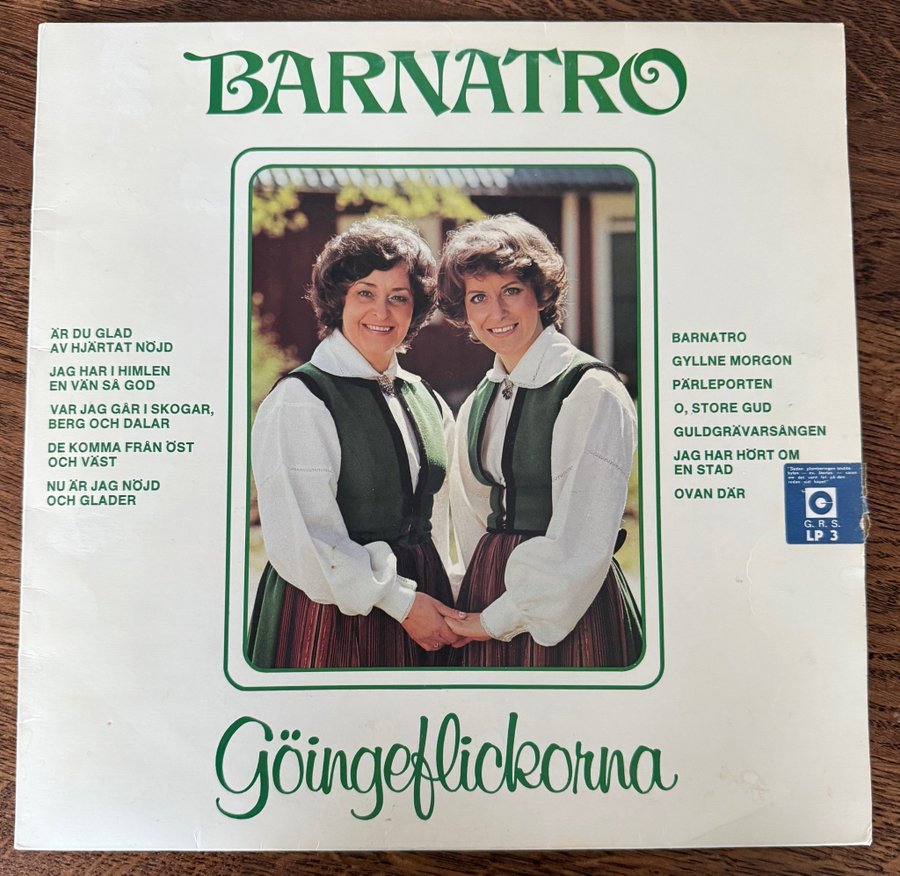 BARNATRO
ÄR DU GLAD
AV HJÄRTAT NÖJD
JAG HAR I HIMLEN
EN VÄN SÅ GOD
VAR JAG GÅR I SKOGAR,
BERG OCH DALAR
DE KOMMA FRÅN ÖST
OCH VÄST
NU ÄR JAG NÖJD
OCH GLADER
BARNATRO
GYLLNE MORGON
PÄRLEPORTEN
O, STORE GUD
GULDGRÄVARSÅNGEN
JAG HAR HÖRT OM
EN STAD
OVAN DÄR
G.R.S.
LP 3
Göingeflickorna